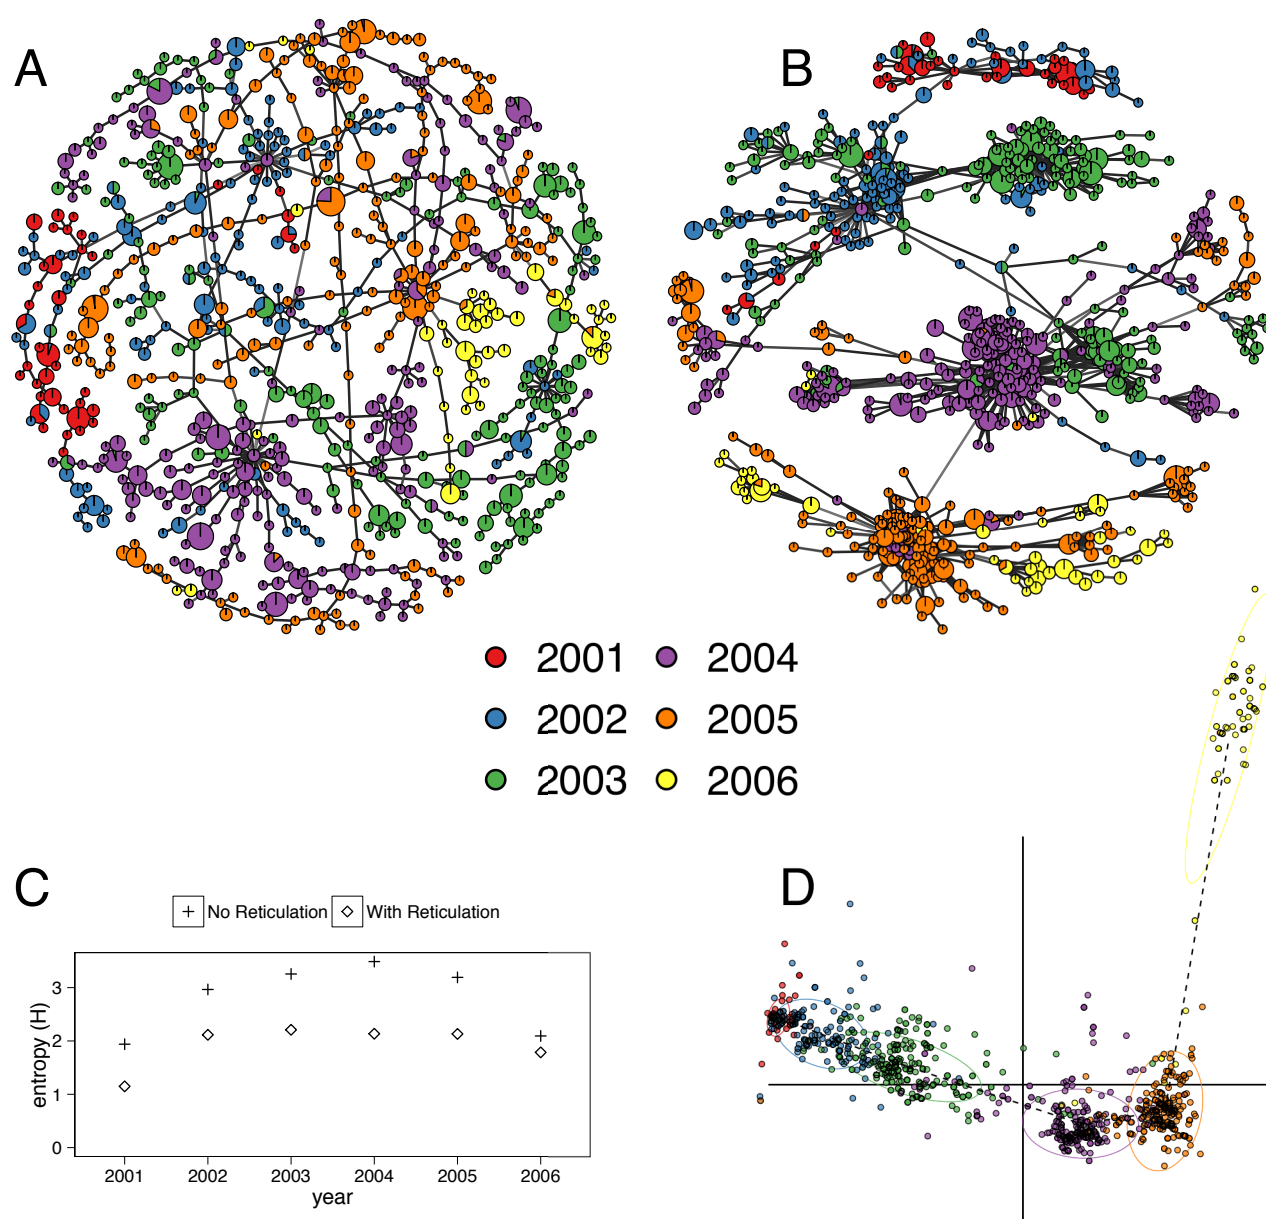 A
B
2001 2004
2002 2005
2003 2006
C
D
No Reticulation With Reticulation
entropy (H)
3
2
1
0
2001 2002 2003 2004 2005 2006
year